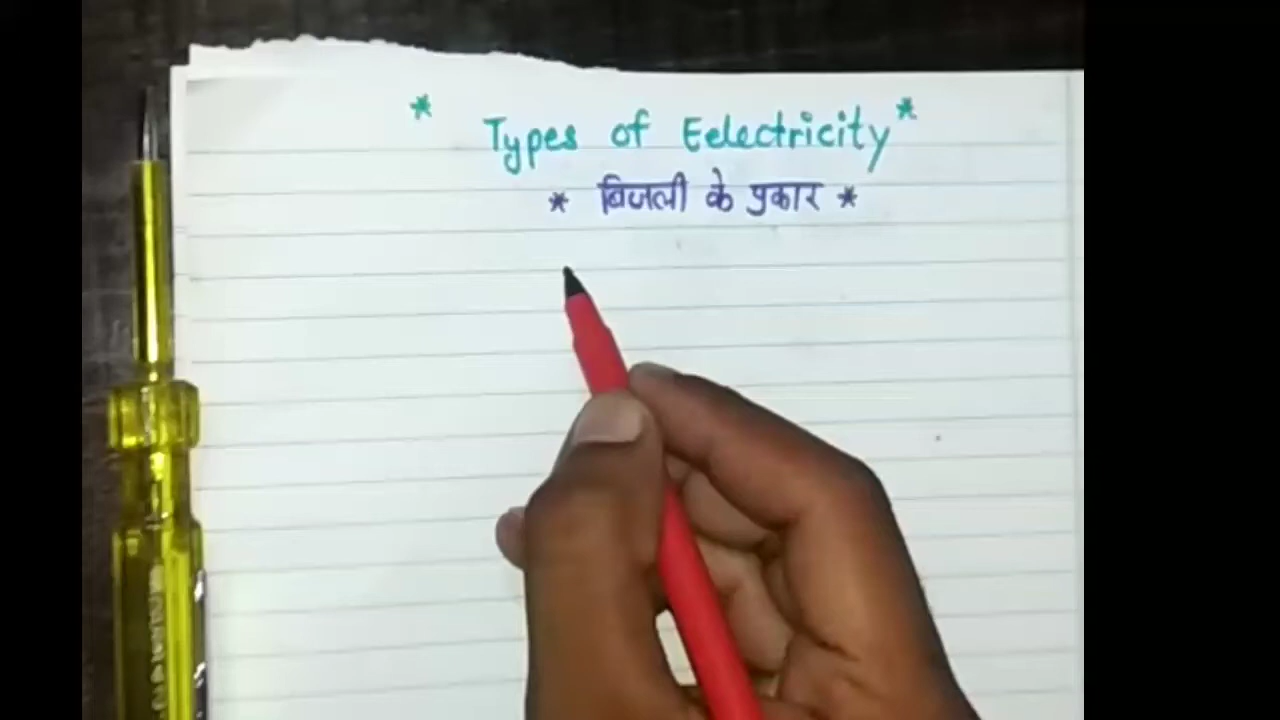 * Types of Eelectricity *
* बिजली के प्रकार *